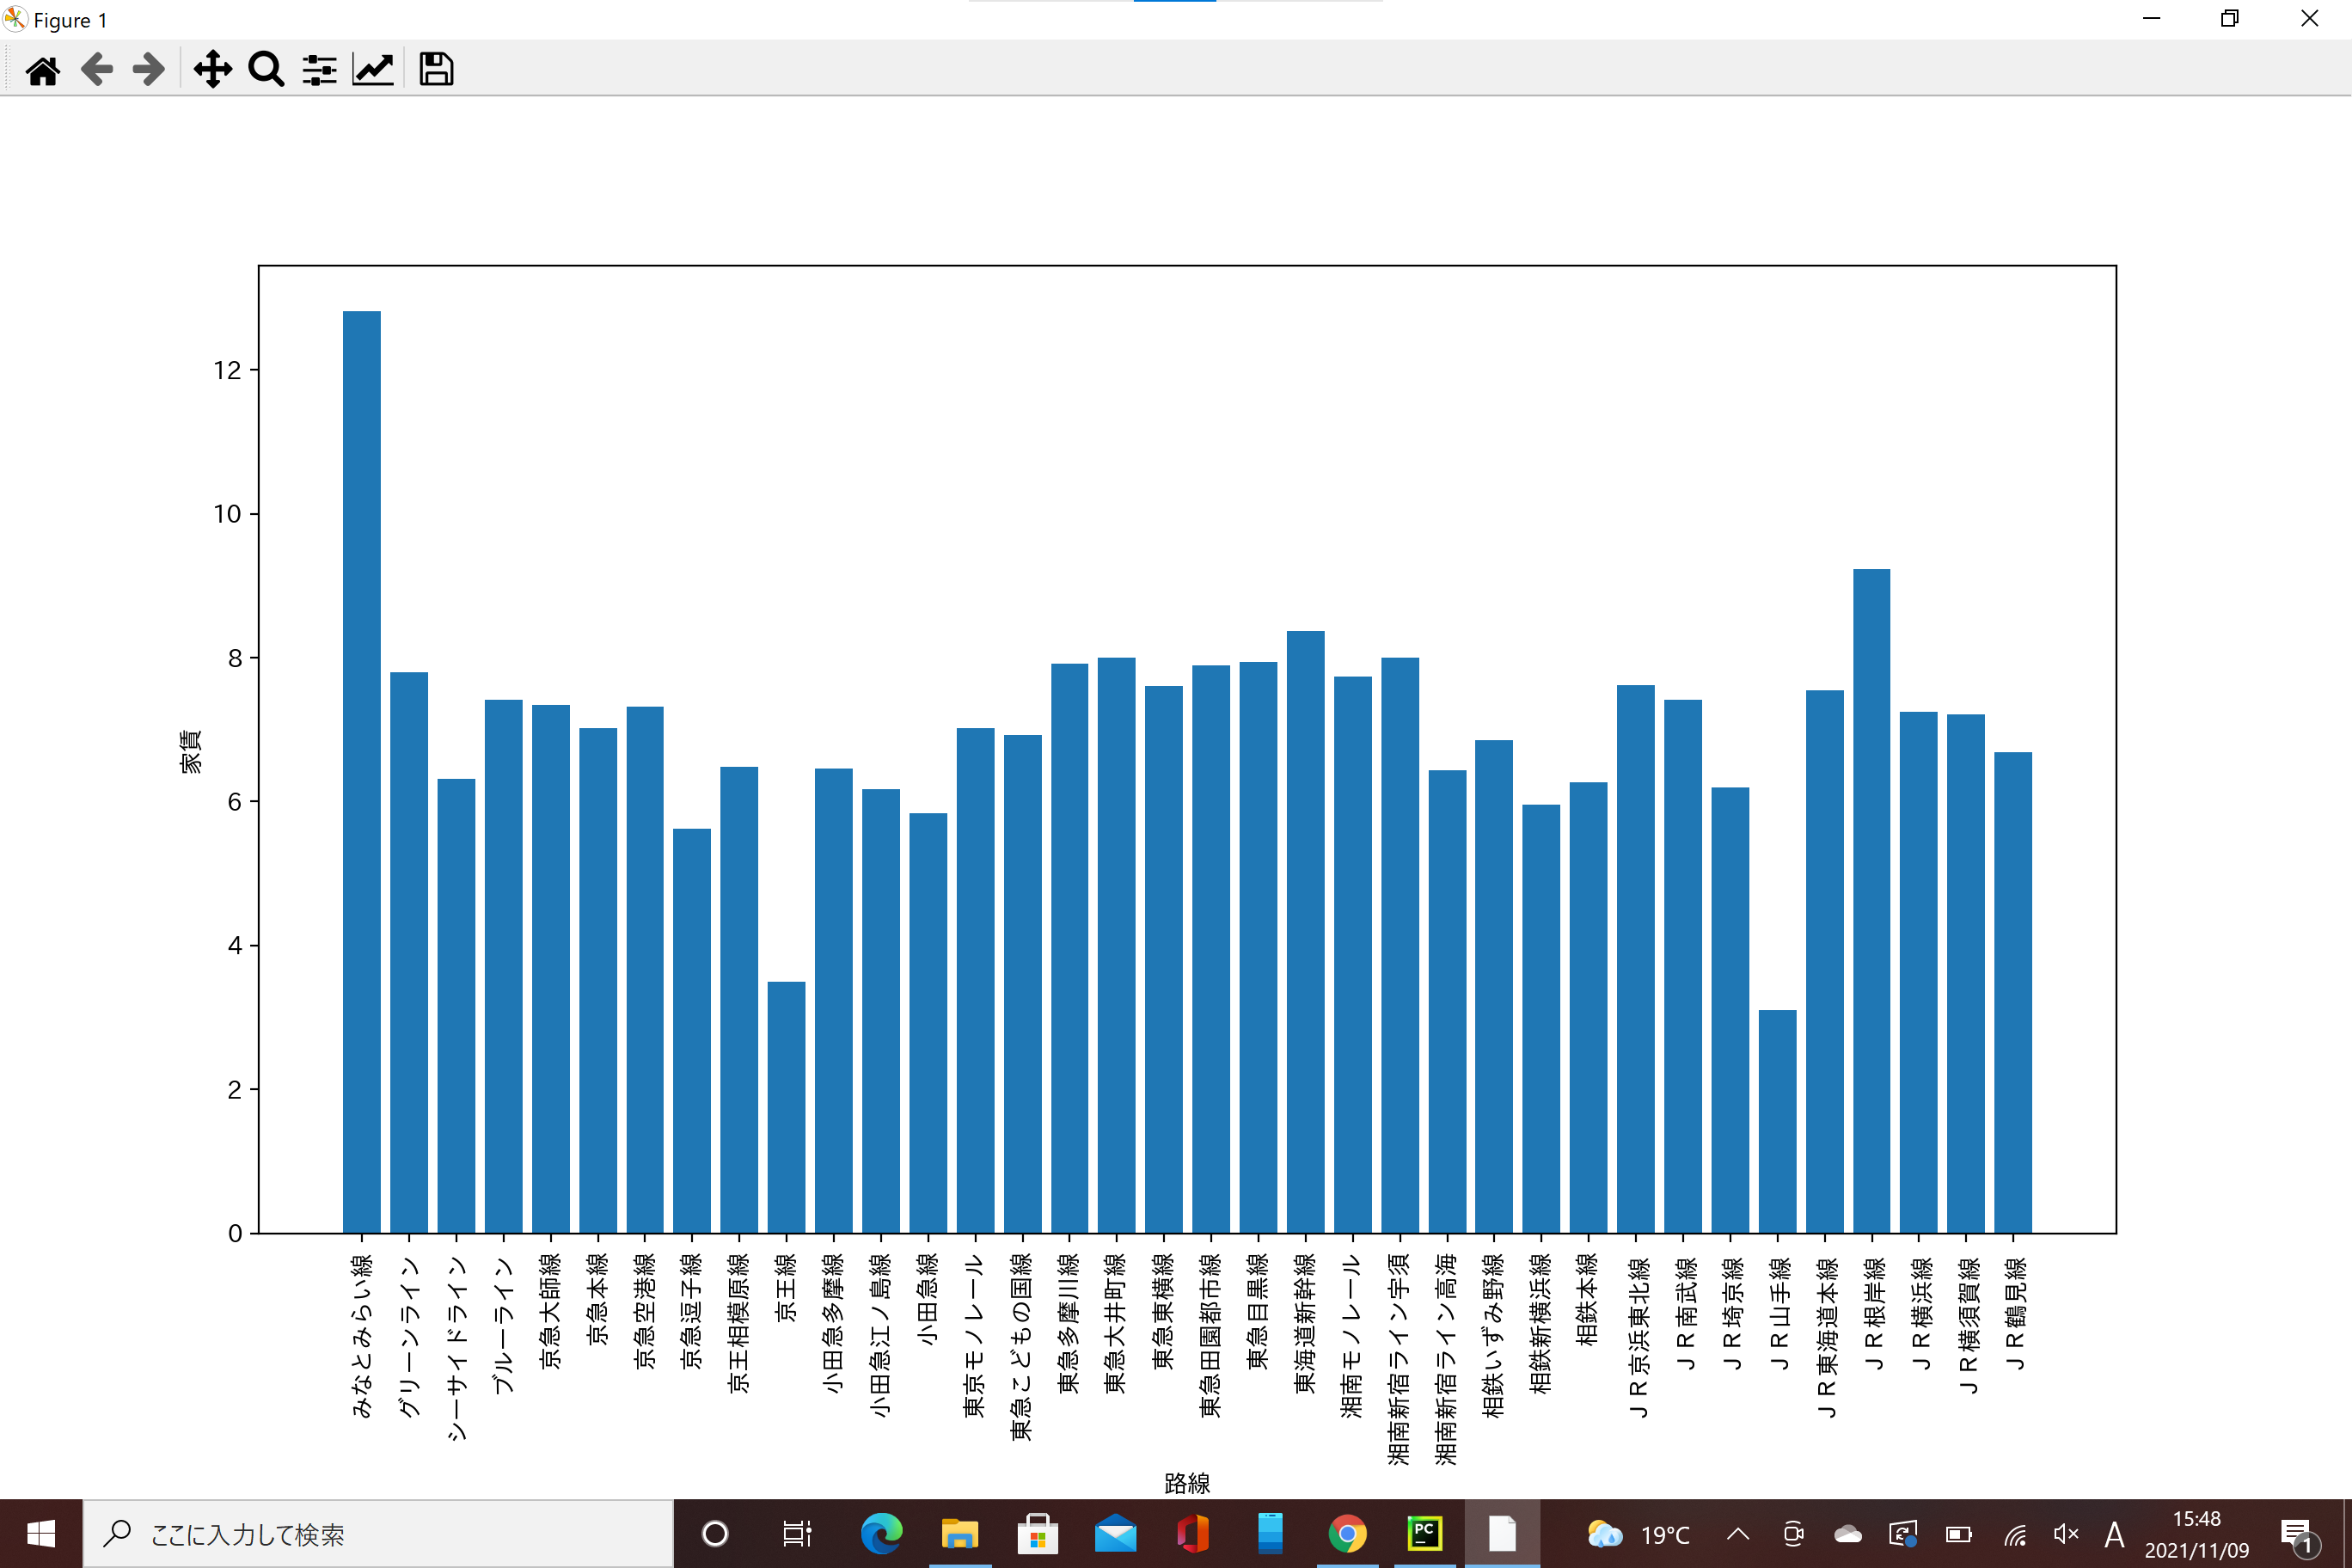 Figure 1
12
10
8
6
4
2
0
家賃
みなとみらい線
グリーンライン
シーサイドライン
ブルーライン
京急大師線
京急本線
京急空港線
京急逗子線
京王相模原線
京王線
小田急多摩線
小田急江ノ島線
小田急線
東京モノレール
東急こどもの国線
東急多摩川線
東急大井町線
東急東横線
東急田園都市線
東急目黒線
東海道新幹線
湘南モノレール
湘南新宿ライン宇須
湘南新宿ライン高海
相鉄いずみ野線
相鉄新横浜線
相鉄本線
ＪＲ京浜東北線
ＪＲ南武線
ＪＲ埼京線
ＪＲ山手線
ＪＲ東海道本線
ＪＲ根岸線
ＪＲ横浜線
ＪＲ横須賀線
ＪＲ鶴見線
路線
ここに入力して検索
PC
19°C
A
15:48
2021/11/09
1